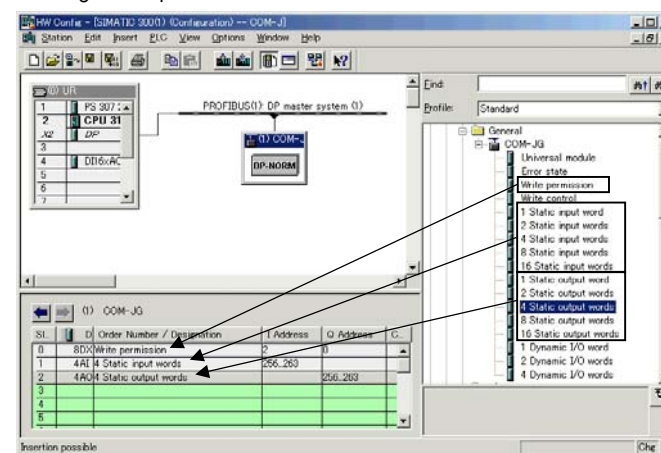 HW Config - [SIMATIC 300(1) (Configuration) -- COM-J]
Station Edit Insert PLC View Options Window Help
(0) UR
1 PS 307
2 CPU 31
X2 DP
3
4 DI16xAC
5
6
7
PROFIBUS(1): DP master system (1)
(1) COM-
DP-NORM
Find:
Profile: Standard
General
COM-JG
Universal module
Error state
Write permission
Write control
1 Static input word
2 Static input words
4 Static input words
8 Static input words
16 Static input words
1 Static output word
2 Static output words
4 Static output words
8 Static output words
16 Static output words
1 Dynamic I/O word
2 Dynamic I/O words
4 Dynamic I/O words
(1) COM-JG
Sl. D Order Number / Designation I Address Q Address C..
0 8DX Write permission 2 0
1 4AI 4 Static input words 256..263
2 4AO 4 Static output words 256..263
3
4
5
Insertion possible Chg